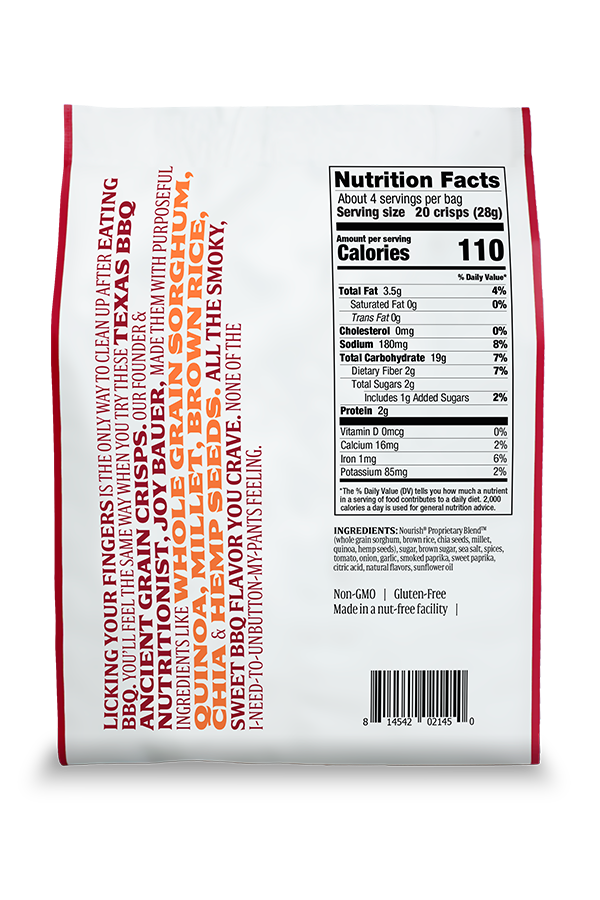 LICKING YOUR FINGERS IS THE ONLY WAY TO CLEAN UP AFTER EATING
BBQ. YOU'LL FEEL THE SAME WAY WHEN YOU TRY THESE TEXAS BBQ
ANCIENT GRAIN CRISPS. OUR FOUNDER &
NUTRITIONIST, JOY BAUER, MADE THEM WITH PURPOSEFUL
INGREDIENTS LIKE WHOLE GRAIN SORGHUM,
QUINOA, MILLET, BROWN RICE,
CHIA & HEMP SEEDS. ALL THE SMOKY,
SWEET BBQ FLAVOR YOU CRAVE. NONE OF THE
I-NEED-TO-UNBUTTON-MY-PANTS FEELING.
Nutrition Facts
About 4 servings per bag
Serving size 20 crisps (28g)
Amount per serving
Calories 110
% Daily Value*
Total Fat 3.5g 4%
Saturated Fat 0g 0%
Trans Fat 0g
Cholesterol 0mg 0%
Sodium 180mg 8%
Total Carbohydrate 19g 7%
Dietary Fiber 2g 7%
Total Sugars 2g
Includes 1g Added Sugars 2%
Protein 2g
Vitamin D 0mcg 0%
Calcium 16mg 2%
Iron 1mg 6%
Potassium 85mg 2%
*The % Daily Value (DV) tells you how much a nutrient
in a serving of food contributes to a daily diet. 2,000
calories a day is used for general nutrition advice.
INGREDIENTS: Nourish® Proprietary Blend™
(whole grain sorghum, brown rice, chia seeds, millet,
quinoa, hemp seeds), sugar, brown sugar, sea salt, spices,
tomato, onion, garlic, smoked paprika, sweet paprika,
citric acid, natural flavors, sunflower oil
Non-GMO | Gluten-Free
Made in a nut-free facility |
8 14542 02145 0